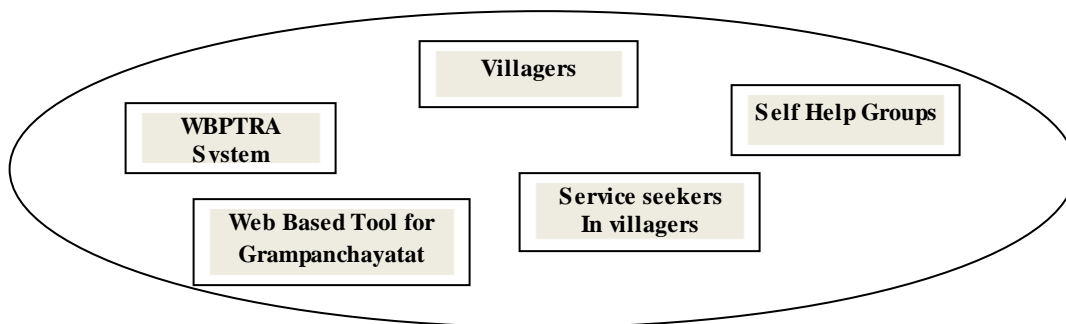 Villagers
Self Help Groups
WBPTRA
System
Service seekers
In villagers
Web Based Tool for
Grampanchayatat